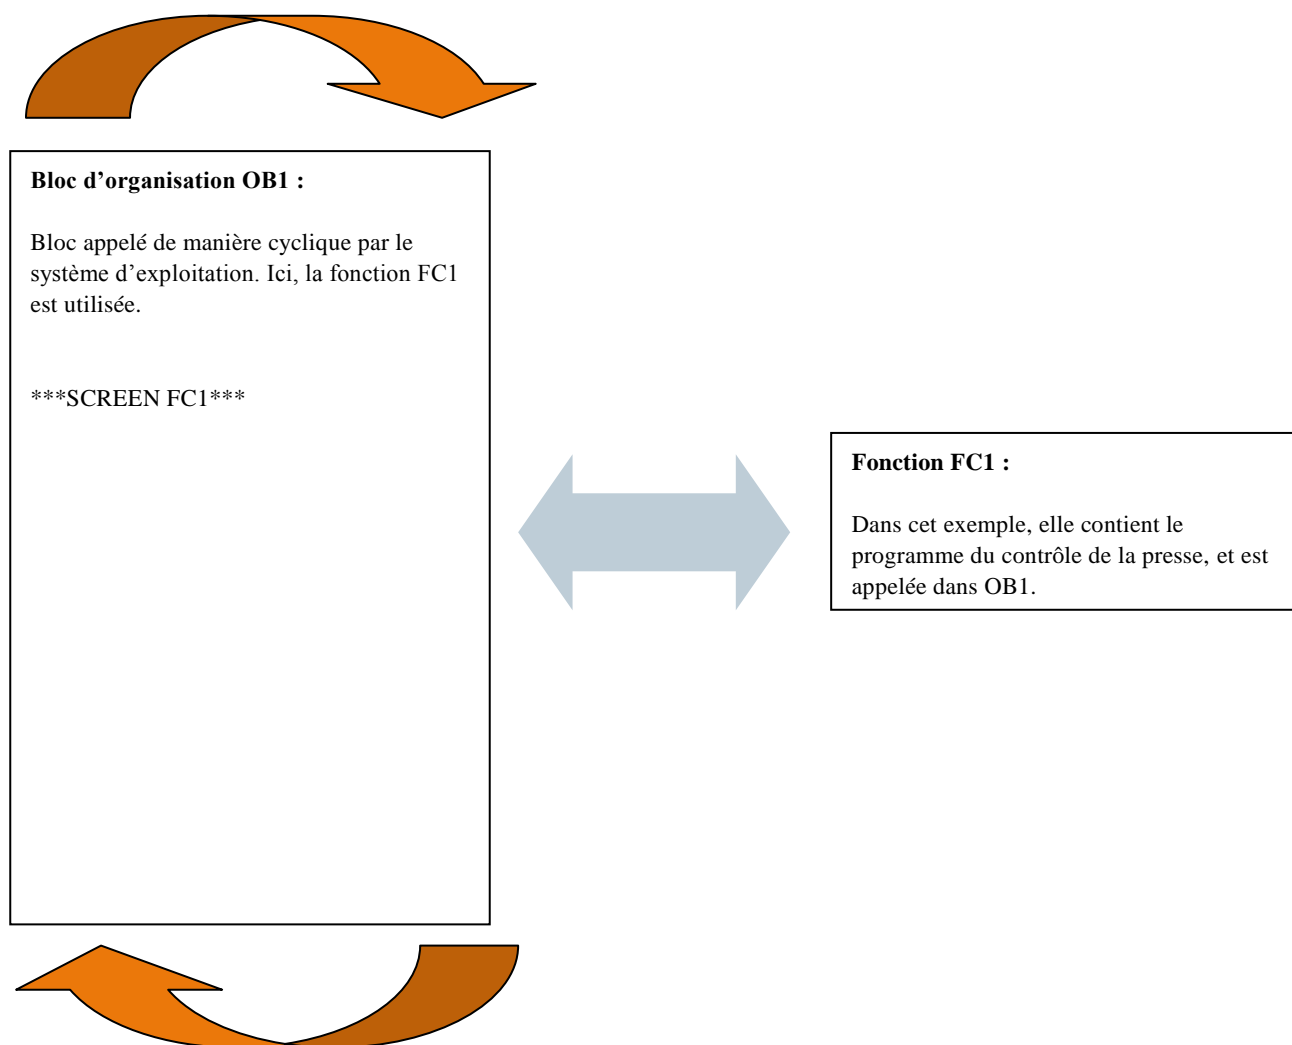 Bloc d’organisation OB1 :
Bloc appelé de manière cyclique par le
système d’exploitation. Ici, la fonction FC1
est utilisée.
***SCREEN FC1***
Fonction FC1 :
Dans cet exemple, elle contient le
programme du contrôle de la presse, et est
appelée dans OB1.